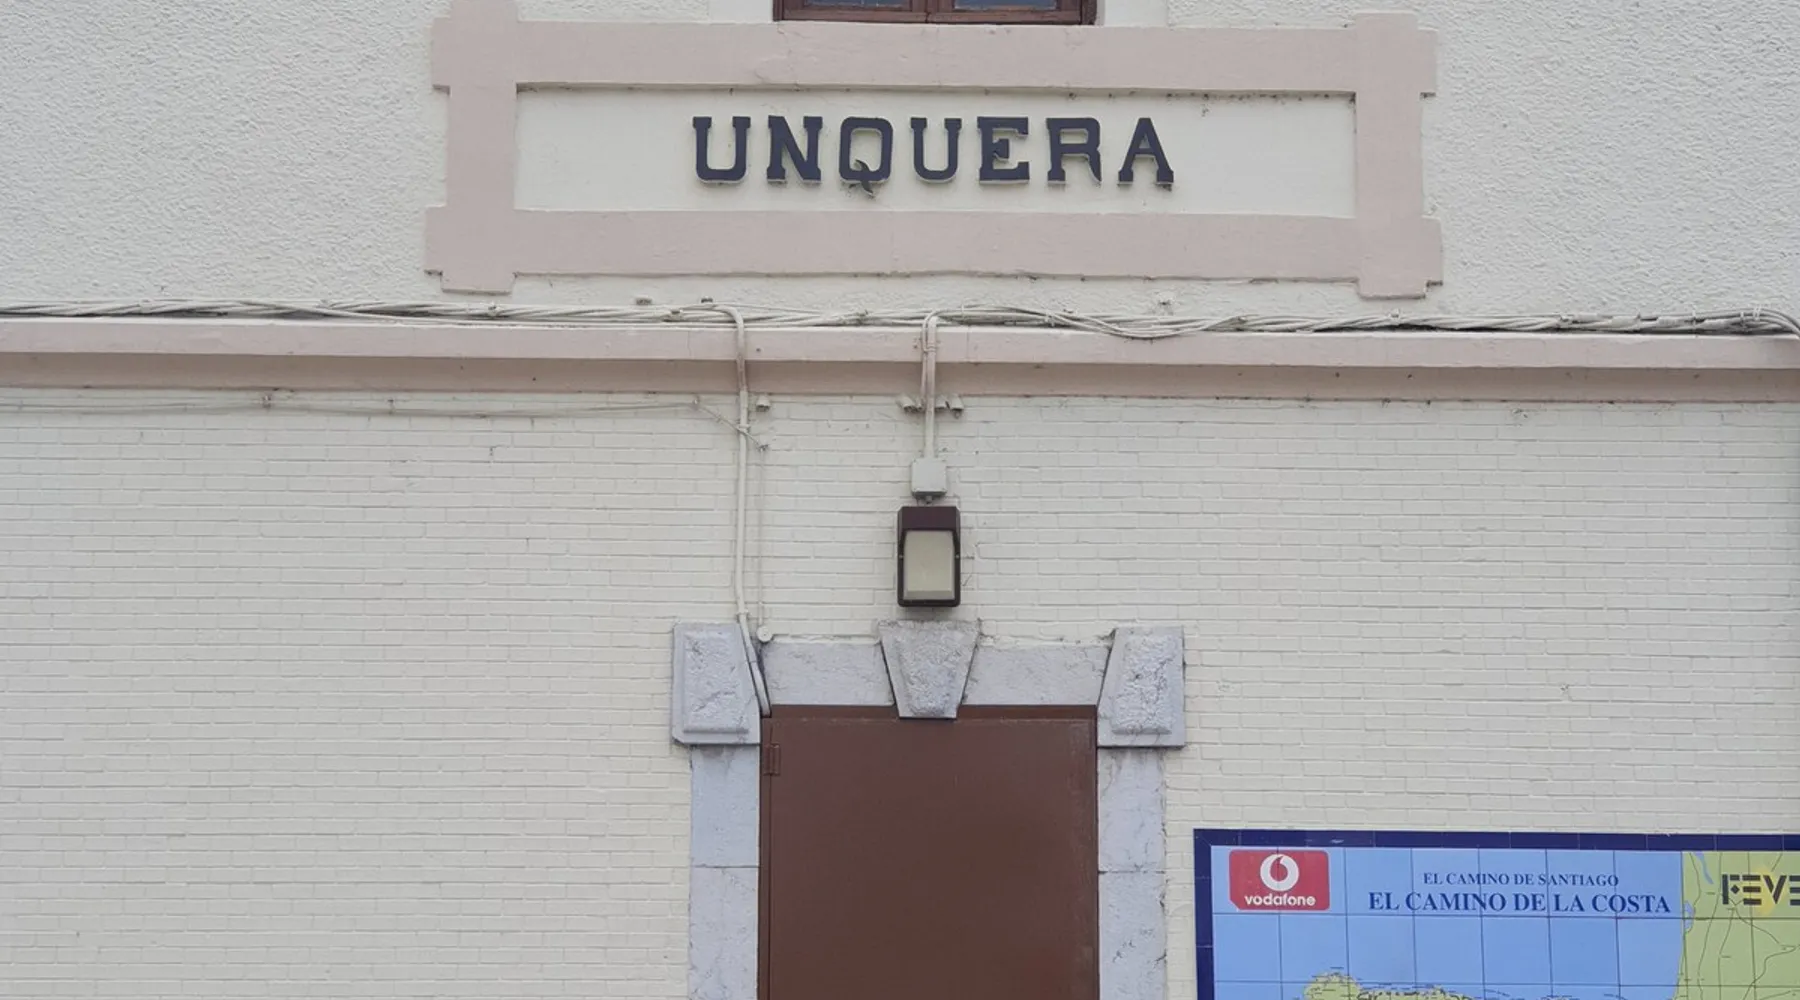 UNQUERA
vodafone
EL CAMINO DE SANTIAGO
EL CAMINO DE LA COSTA
FEVE